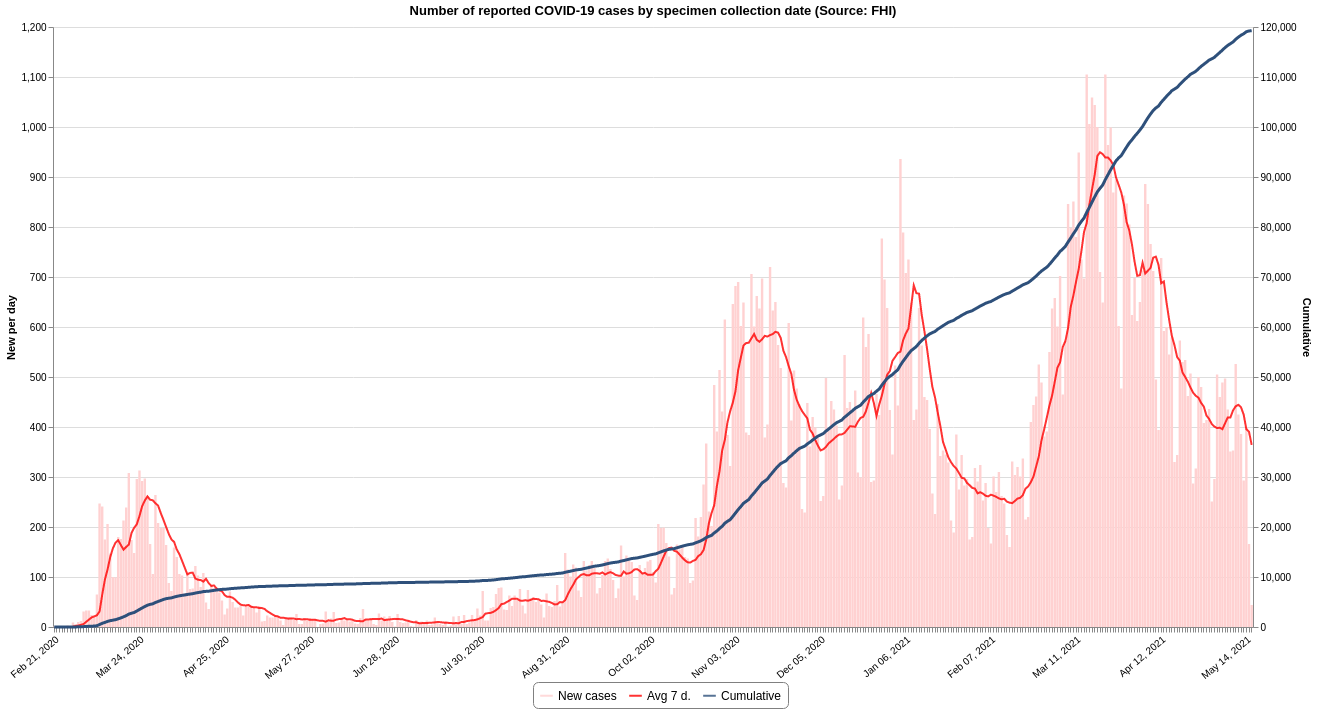 Number of reported COVID-19 cases by specimen collection date (Source: FHI)
1,200
1,100
1,000
900
800
700
600
500
400
300
200
100
0
New per day
120,000
110,000
100,000
90,000
80,000
70,000
60,000
50,000
40,000
30,000
20,000
10,000
0
Cumulative
Feb 21, 2020
Mar 24, 2020
Apr 25, 2020
May 27, 2020
Jun 28, 2020
Jul 30, 2020
Aug 31, 2020
Oct 02, 2020
Nov 03, 2020
Dec 05, 2020
Jan 06, 2021
Feb 07, 2021
Mar 11, 2021
Apr 12, 2021
May 14, 2021
New cases Avg 7 d. Cumulative